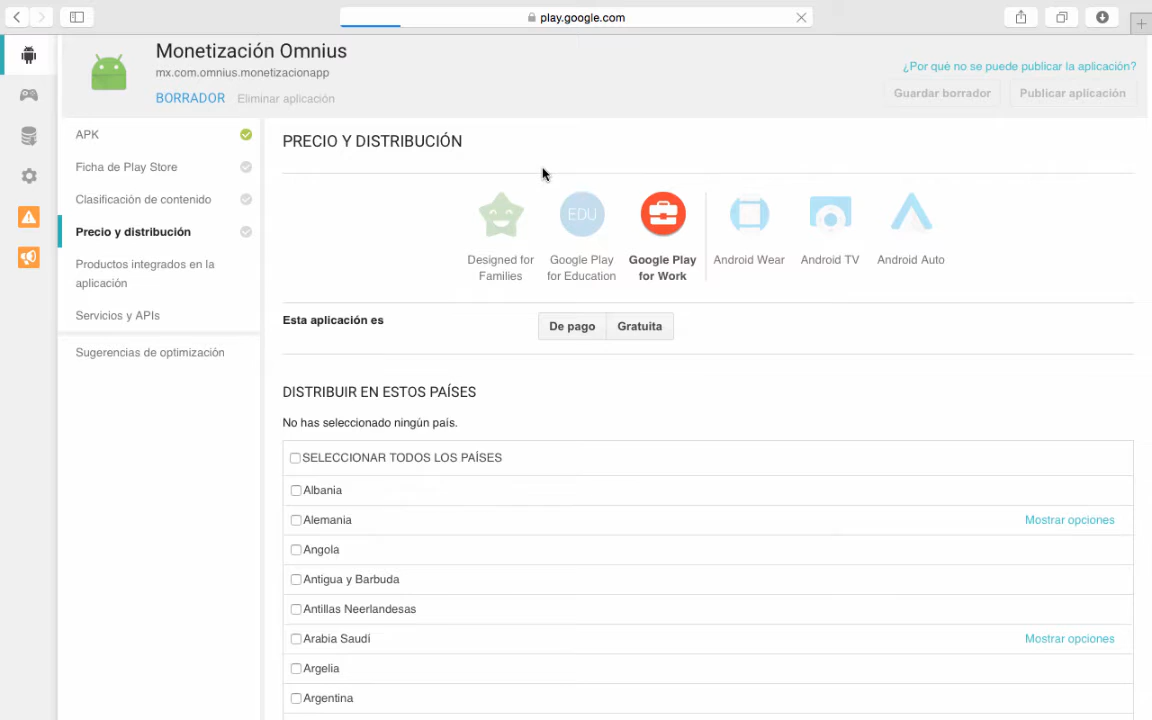 play.google.com
Monetización Omnius
mx.com.omnius.monetizacionapp
BORRADOR Eliminar aplicación
¿Por qué no se puede publicar la aplicación?
Guardar borrador Publicar aplicación
APK
Ficha de Play Store
Clasificación de contenido
Precio y distribución
Productos integrados en la
aplicación
Servicios y APIs
Sugerencias de optimización
PRECIO Y DISTRIBUCIÓN
EDU
Designed for
Families
Google Play
for Education
Google Play
for Work
Android Wear
Android TV
Android Auto
Esta aplicación es
De pago Gratuita
DISTRIBUIR EN ESTOS PAÍSES
No has seleccionado ningún país.
SELECCIONAR TODOS LOS PAÍSES
Albania
Alemania Mostrar opciones
Angola
Antigua y Barbuda
Antillas Neerlandesas
Arabia Saudí Mostrar opciones
Argelia
Argentina